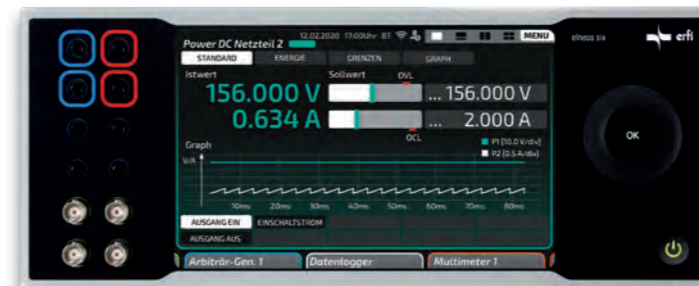 12.02.2020 17:00Uhr BT MENU
Power DC Netzteil 2
STANDARD ENERGIE GRENZEN GRAPH
Istwert Sollwert OVL
156.000 V ... 156.000 V
0.634 A ... 2.000 A
OCL
Graph P1 [10.0 V/div]
V/A P2 [0.5 A/div]
10ms 20ms 30ms 40ms 50ms 60ms 70ms 80ms
AUSGANG EIN EINSCHALTSTROM
AUSGANG AUS
Arbiträr-Gen. 1 Datenlogger Multimeter 1
elneos six erfi
OK